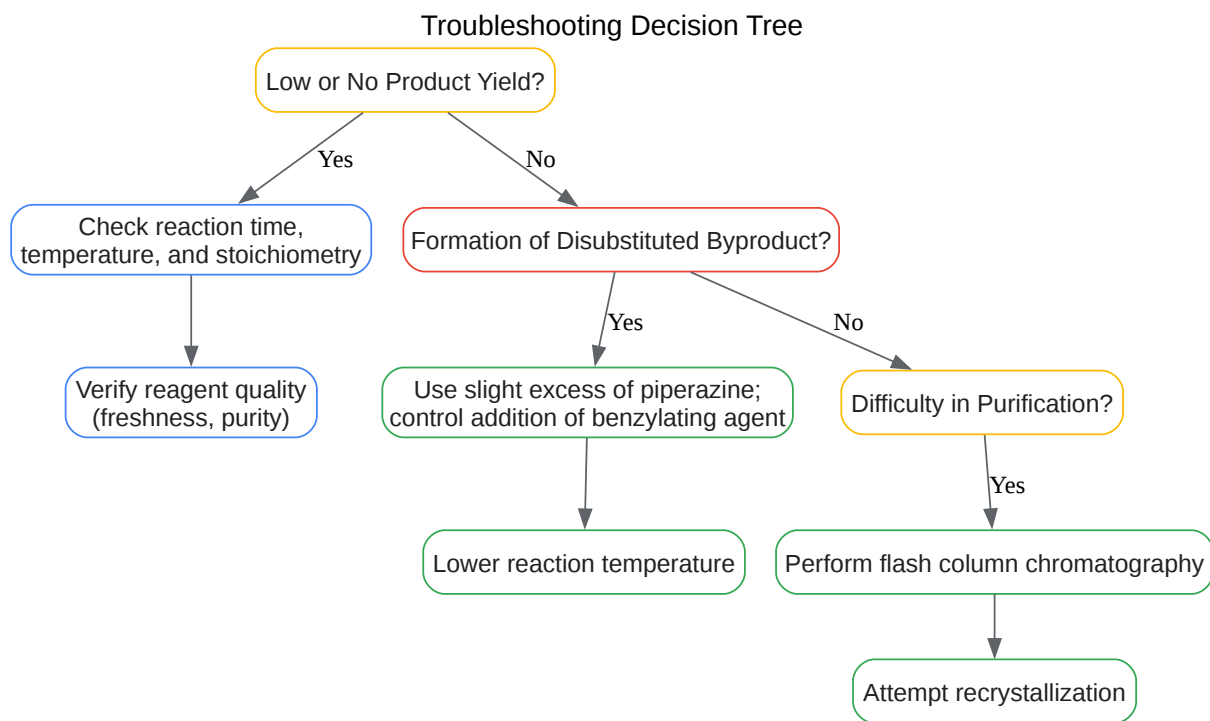 Troubleshooting Decision Tree
Low or No Product Yield?
Yes
No
Check reaction time,
temperature, and stoichiometry
Formation of Disubstituted Byproduct?
Yes
No
Verify reagent quality
(freshness, purity)
Use slight excess of piperazine;
control addition of benzylating agent
Difficulty in Purification?
Yes
Lower reaction temperature
Perform flash column chromatography
Attempt recrystallization